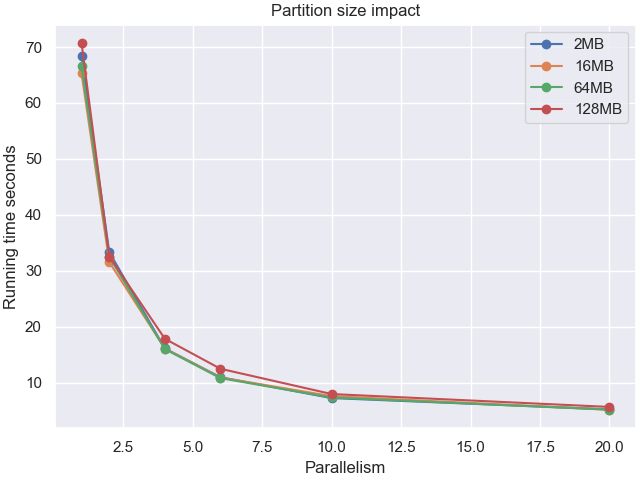 Partition size impact
2MB
16MB
64MB
128MB
Running time seconds
70
60
50
40
30
20
10
2.5 5.0 7.5 10.0 12.5 15.0 17.5 20.0
Parallelism